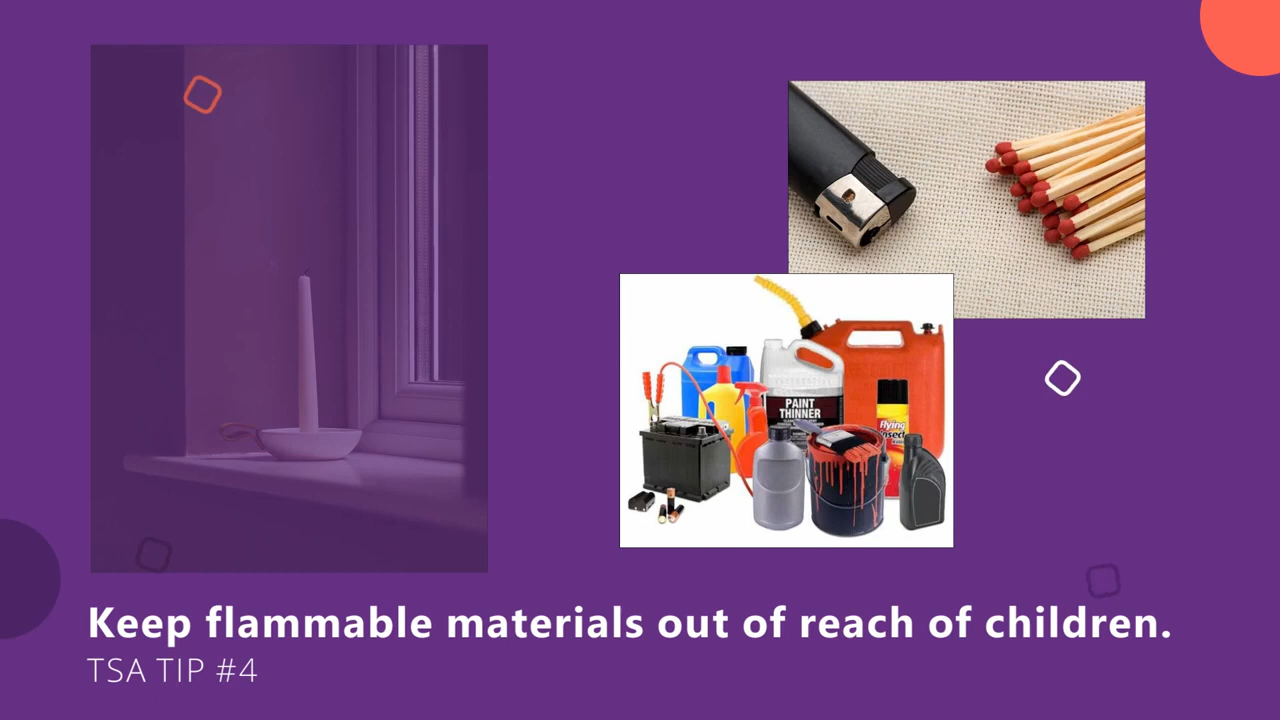 PAINT
THINNER
Flying
Insect
Keep flammable materials out of reach of children.
TSA TIP #4